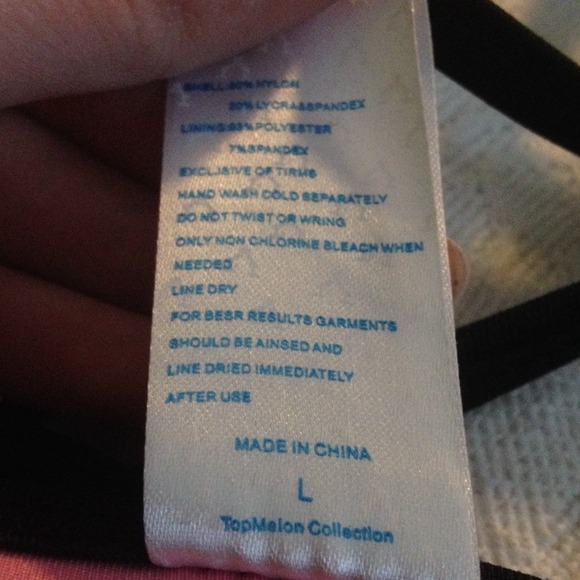 SHELL:80% NYLON
20% LYCRA&SPANDEX
LINING:93%POLYESTER
7%SPANDEX
EXCLUSIVE OF TIRMS
HAND WASH COLD SEPARATELY
DO NOT TWIST OR WRING
ONLY NON CHLORINE BLEACH WHEN
NEEDED
LINE DRY
FOR BESR RESULTS GARMENTS
SHOULD BE AINSED AND
LINE DRIED IMMEDIATELY
AFTER USE
MADE IN CHINA
L
TopMelon Collection